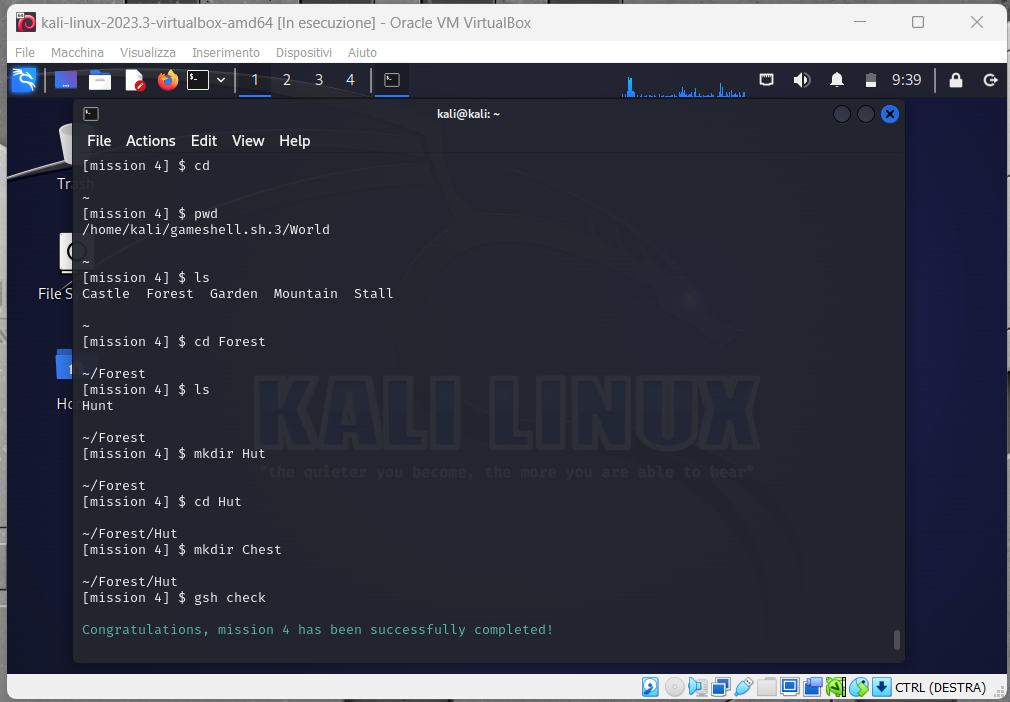 kali-linux-2023.3-virtualbox-amd64 [In esecuzione] - Oracle VM VirtualBox
File Macchina Visualizza Inserimento Dispositivi Aiuto
1 2 3 4 9:39
kali@kali: ~
File Actions Edit View Help
Trash
File S
Ho
[mission 4] $ cd
~
[mission 4] $ pwd
/home/kali/gameshell.sh.3/World
~
[mission 4] $ ls
Castle Forest Garden Mountain Stall
~
[mission 4] $ cd Forest
~/Forest
[mission 4] $ ls
Hunt
~/Forest
[mission 4] $ mkdir Hut
~/Forest
[mission 4] $ cd Hut
~/Forest/Hut
[mission 4] $ mkdir Chest
~/Forest/Hut
[mission 4] $ gsh check
Congratulations, mission 4 has been successfully completed!
KALI LINUX
"the quieter you become, the more you are able to hear"
CTRL (DESTRA)